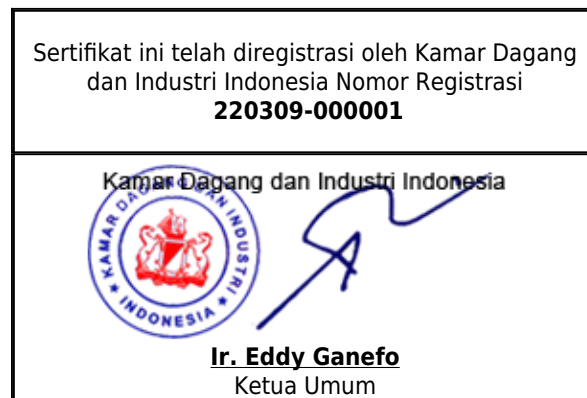 Sertifikat ini telah diregistrasi oleh Kamar Dagang
dan Industri Indonesia Nomor Registrasi
220309-000001
Kamar Dagang dan Industri Indonesia
KAMAR DAGANG DAN INDUSTRI
INDONESIA
Ir. Eddy Ganefo
Ketua Umum